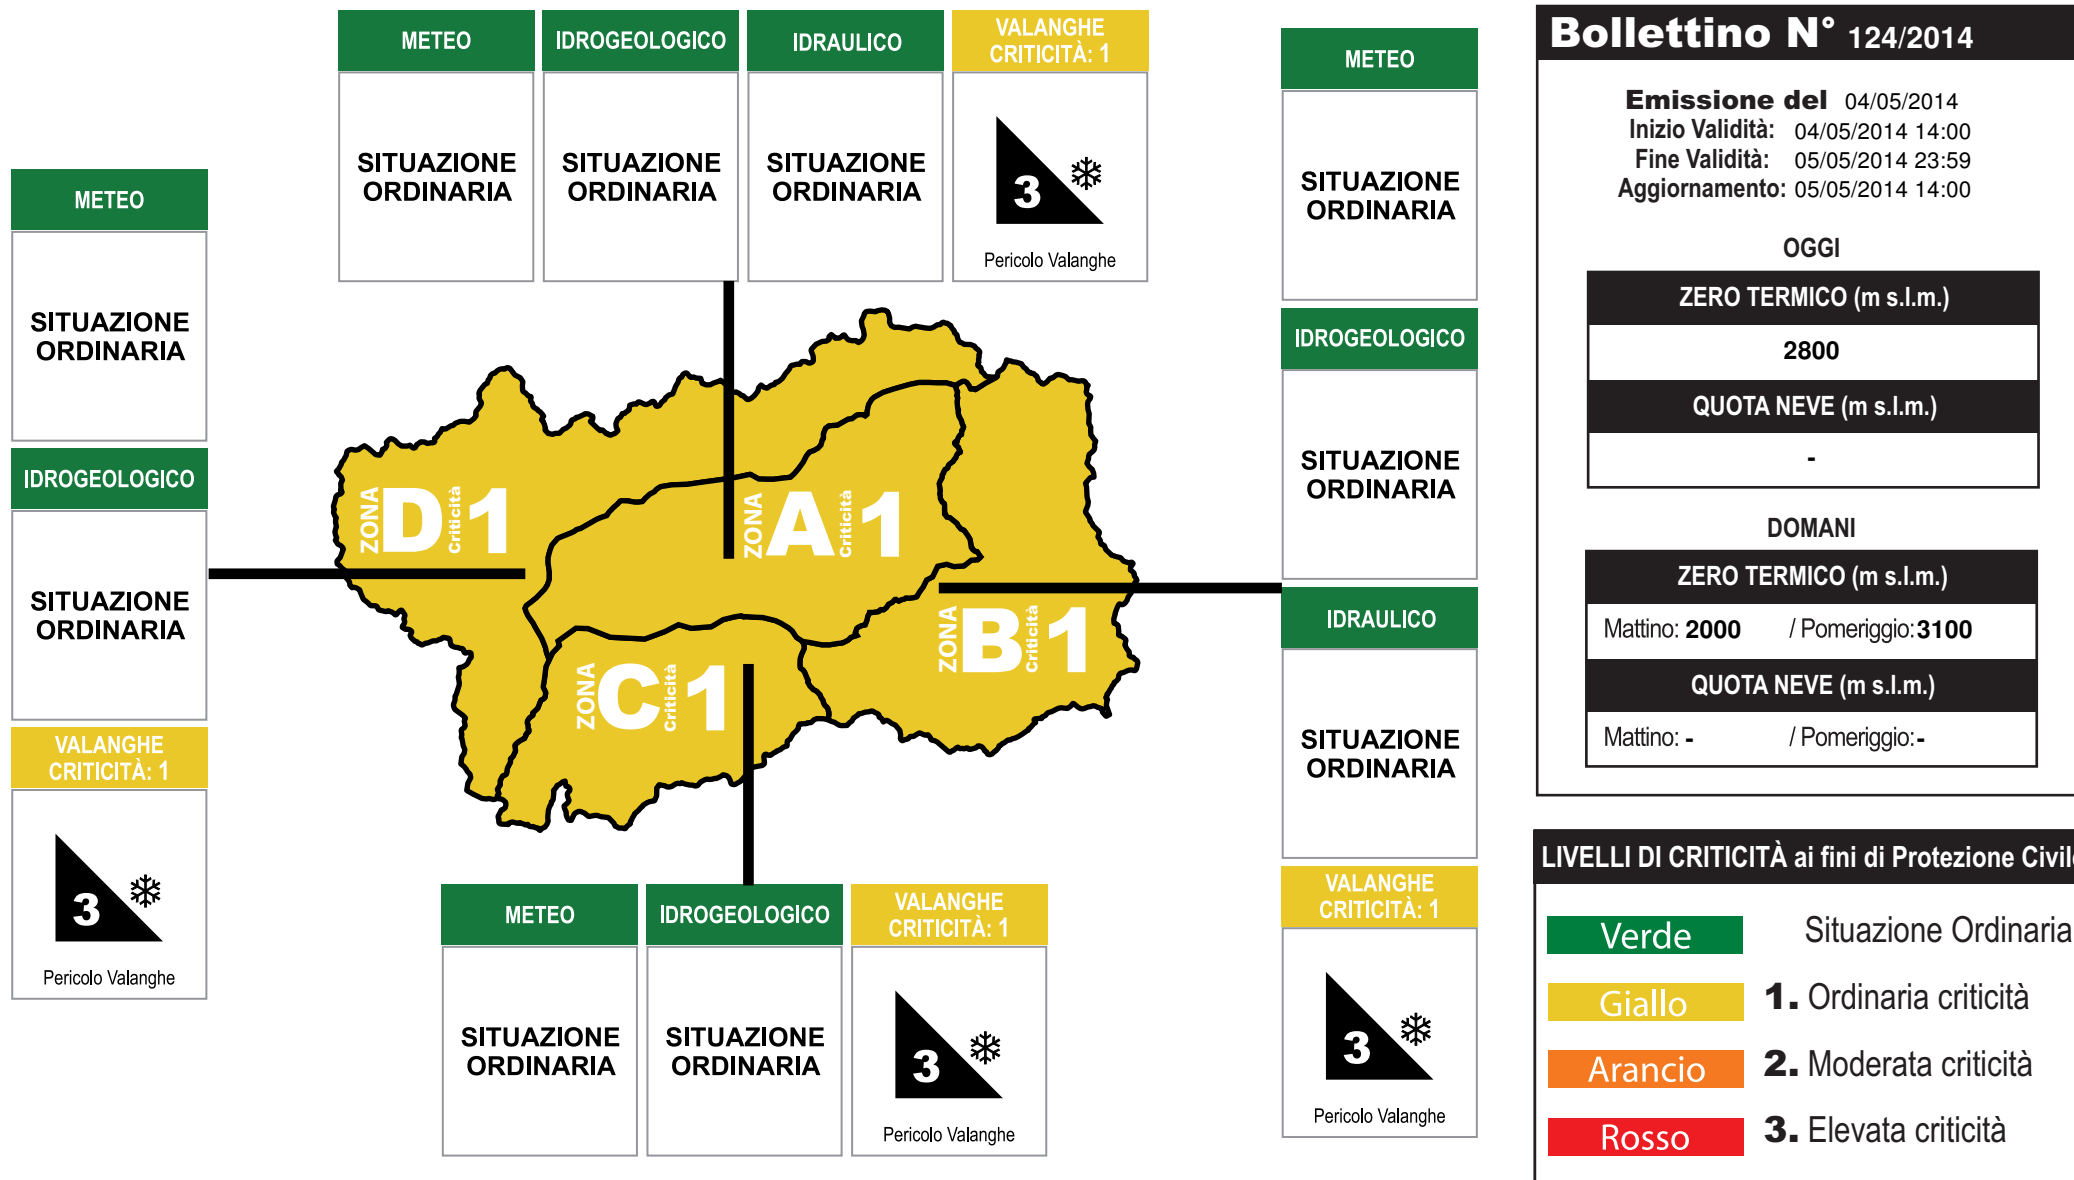 METEO
IDROGEOLOGICO
IDRAULICO
VALANGHE
CRITICITÀ: 1
SITUAZIONE
ORDINARIA
SITUAZIONE
ORDINARIA
SITUAZIONE
ORDINARIA
3
Pericolo Valanghe
METEO
SITUAZIONE
ORDINARIA
IDROGEOLOGICO
SITUAZIONE
ORDINARIA
VALANGHE
CRITICITÀ: 1
3
Pericolo Valanghe
ZONA D Criticità 1
ZONA A Criticità 1
ZONA B Criticità 1
ZONA C Criticità 1
METEO
IDROGEOLOGICO
VALANGHE
CRITICITÀ: 1
SITUAZIONE
ORDINARIA
SITUAZIONE
ORDINARIA
3
Pericolo Valanghe
METEO
SITUAZIONE
ORDINARIA
IDROGEOLOGICO
SITUAZIONE
ORDINARIA
IDRAULICO
SITUAZIONE
ORDINARIA
VALANGHE
CRITICITÀ: 1
3
Pericolo Valanghe
Bollettino N° 124/2014
Emissione del 04/05/2014
Inizio Validità: 04/05/2014 14:00
Fine Validità: 05/05/2014 23:59
Aggiornamento: 05/05/2014 14:00
OGGI
ZERO TERMICO (m s.l.m.)
2800
QUOTA NEVE (m s.l.m.)
-
DOMANI
ZERO TERMICO (m s.l.m.)
Mattino: 2000 / Pomeriggio: 3100
QUOTA NEVE (m s.l.m.)
Mattino: - / Pomeriggio: -
LIVELLI DI CRITICITÀ ai fini di Protezione Civile
Verde Situazione Ordinaria
Giallo 1. Ordinaria criticità
Arancio 2. Moderata criticità
Rosso 3. Elevata criticità